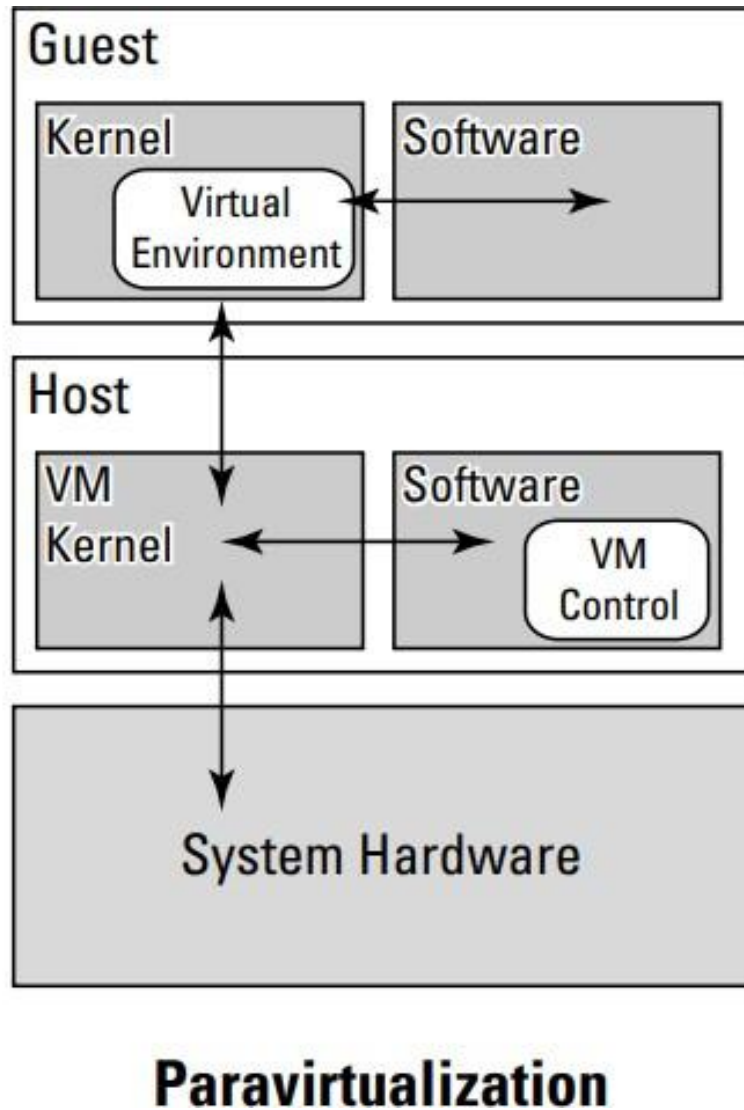 Guest
Kernel
Software
Virtual
Environment
Host
VM
Kernel
Software
VM
Control
System Hardware
Paravirtualization